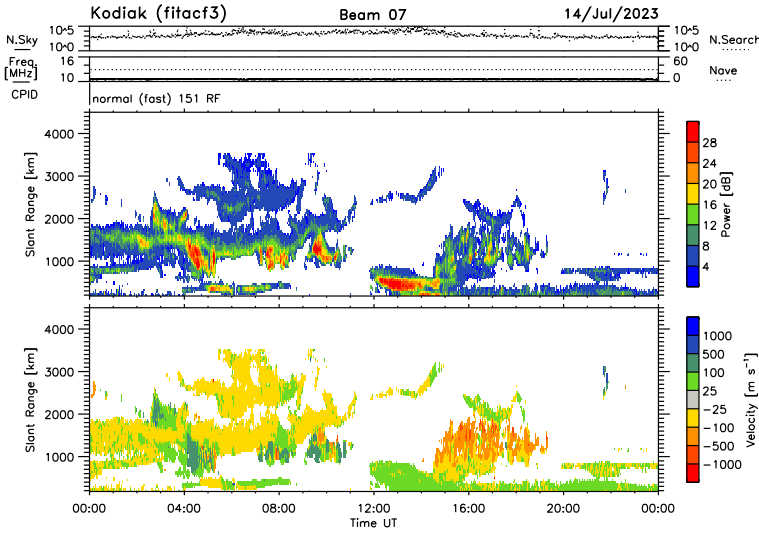 Kodiak (fitacf3) Beam 07 14/Jul/2023
N.Sky 10^5 10^0 10^5 10^0 N.Search
Freq. [MHz] 16 10 60 0 Nave
CPID normal (fast) 151 RF
Slant Range [km] 4000 3000 2000 1000
Power [dB] 28 24 20 16 12 8 4
Slant Range [km] 4000 3000 2000 1000
Velocity [m s⁻¹] 1000 500 100 25 −25 −100 −500 −1000
00:00 04:00 08:00 12:00 16:00 20:00 00:00
Time UT